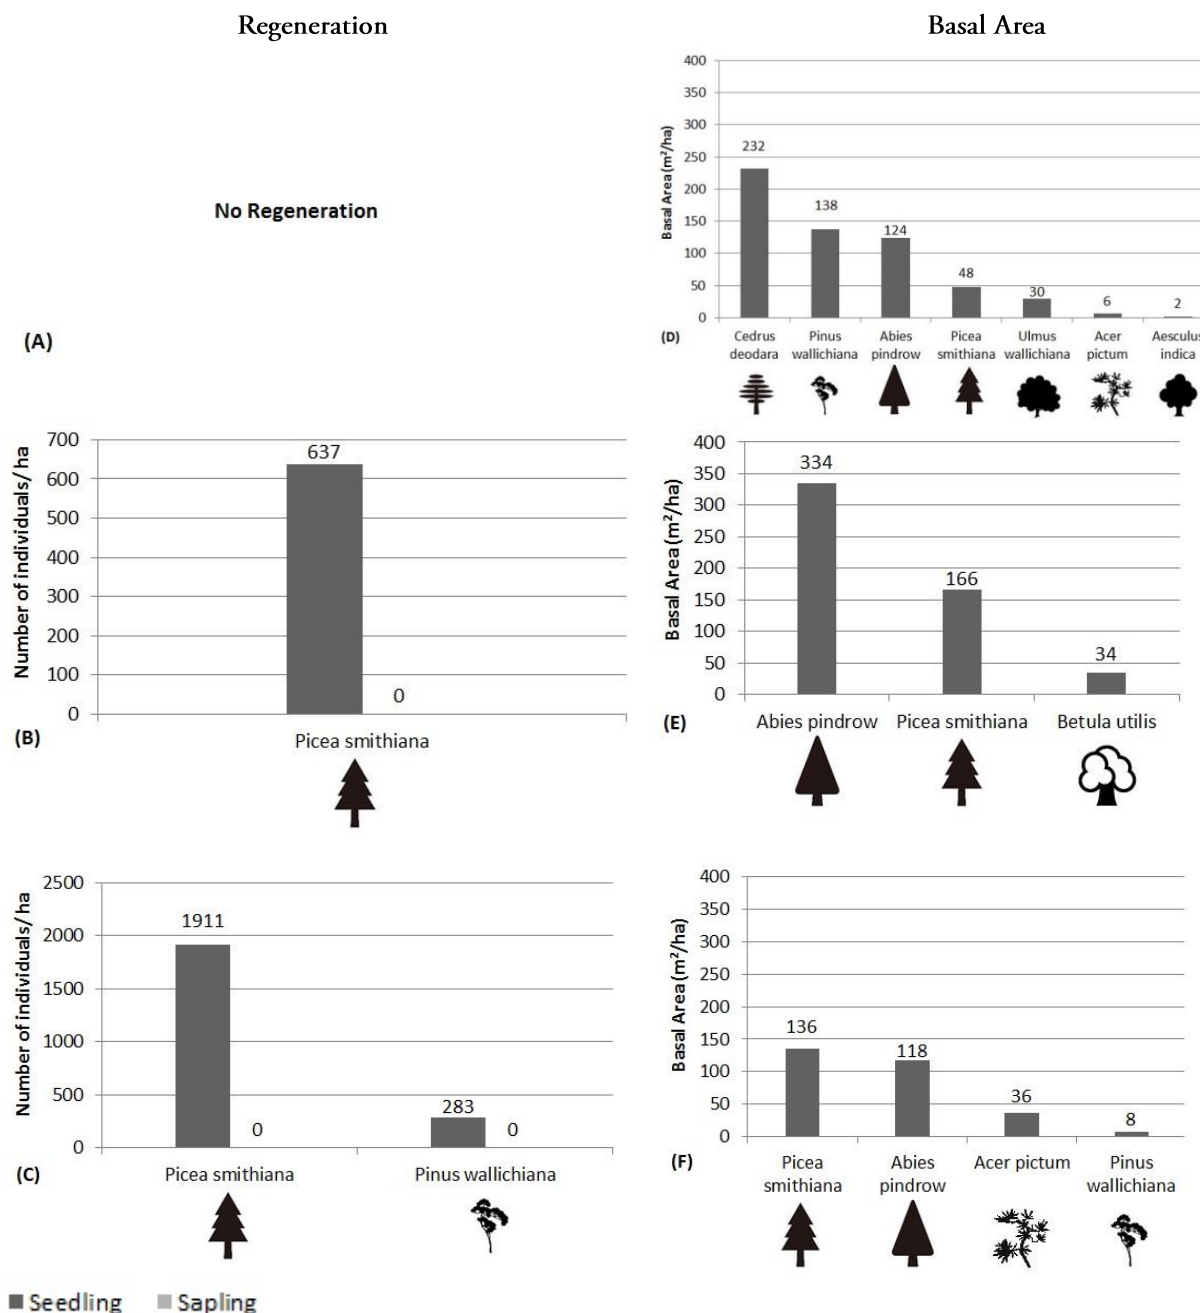 Regeneration
Basal Area
No Regeneration
(A)
400
350
300
250
200
150
100
50
0
Basal Area (m²/ha)
232
138
124
48
30
6
2
(D)
Cedrus deodara
Pinus wallichiana
Abies pindrow
Picea smithiana
Ulmus wallichiana
Acer pictum
Aesculus indica
700
600
500
400
300
200
100
0
Number of individuals/ha
637
0
(B)
Picea smithiana
400
350
300
250
200
150
100
50
0
Basal Area (m²/ha)
334
166
34
(E)
Abies pindrow
Picea smithiana
Betula utilis
2500
2000
1500
1000
500
0
Number of individuals/ha
1911
0
283
0
(C)
Picea smithiana
Pinus wallichiana
400
350
300
250
200
150
100
50
0
Basal Area (m²/ha)
136
118
36
8
(F)
Picea smithiana
Abies pindrow
Acer pictum
Pinus wallichiana
Seedling
Sapling